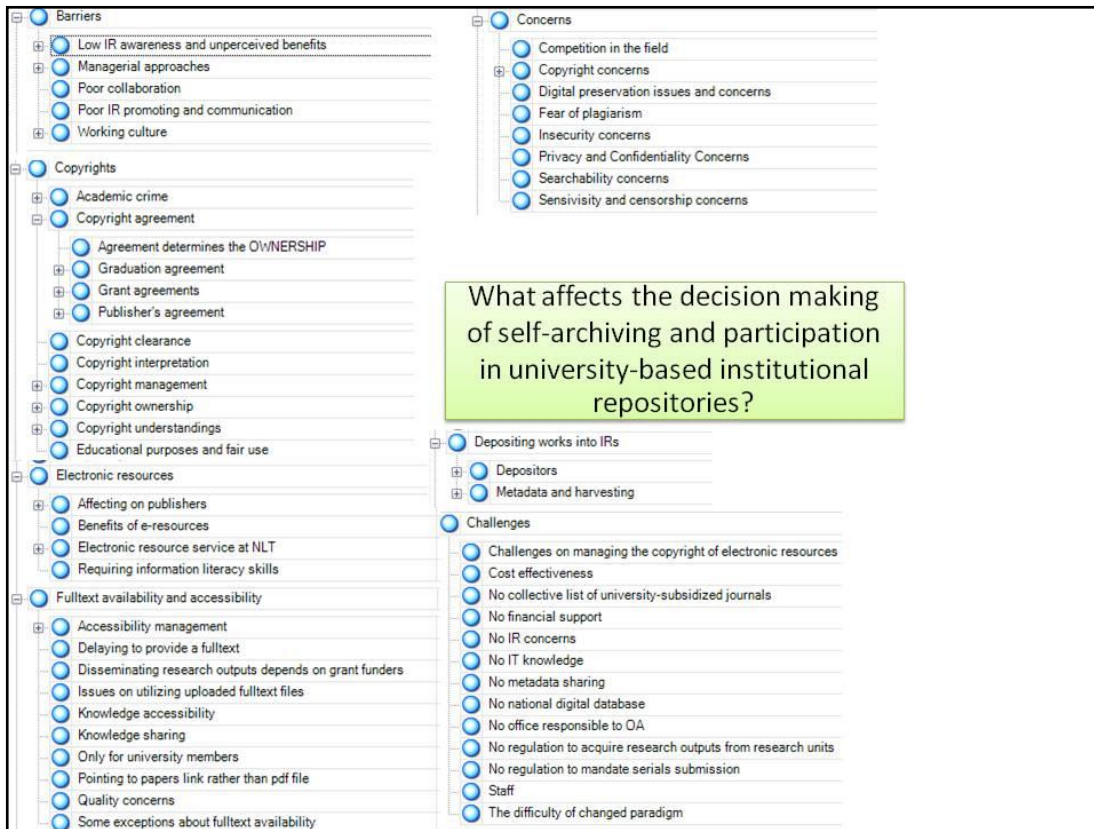 Barriers
Low IR awareness and unperceived benefits
Managerial approaches
Poor collaboration
Poor IR promoting and communication
Working culture
Copyrights
Academic crime
Copyright agreement
Agreement determines the OWNERSHIP
Graduation agreement
Grant agreements
Publisher's agreement
Copyright clearance
Copyright interpretation
Copyright management
Copyright ownership
Copyright understandings
Educational purposes and fair use
Electronic resources
Affecting on publishers
Benefits of e-resources
Electronic resource service at NLT
Requiring information literacy skills
Fulltext availability and accessibility
Accessibility management
Delaying to provide a fulltext
Disseminating research outputs depends on grant funders
Issues on utilizing uploaded fulltext files
Knowledge accessibility
Knowledge sharing
Only for university members
Pointing to papers link rather than pdf file
Quality concerns
Some exceptions about fulltext availability
Concerns
Competition in the field
Copyright concerns
Digital preservation issues and concerns
Fear of plagiarism
Insecurity concerns
Privacy and Confidentiality Concerns
Searchability concerns
Sensivisity and censorship concerns
What affects the decision making
of self-archiving and participation
in university-based institutional
repositories?
Depositing works into IRs
Depositors
Metadata and harvesting
Challenges
Challenges on managing the copyright of electronic resources
Cost effectiveness
No collective list of university-subsidized journals
No financial support
No IR concerns
No IT knowledge
No metadata sharing
No national digital database
No office responsible to OA
No regulation to acquire research outputs from research units
No regulation to mandate serials submission
Staff
The difficulty of changed paradigm